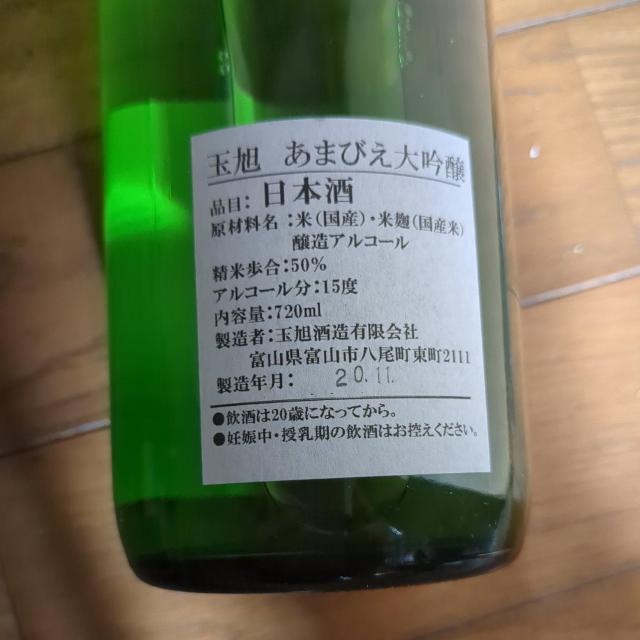 玉旭 あまびえ大吟醸
品目: 日本酒
原材料名:米(国産)・米麹(国産米)
醸造アルコール
精米歩合:50%
アルコール分:15度
内容量:720ml
製造者:玉旭酒造有限会社
富山県富山市八尾町東町2111
製造年月: 20.11.
●飲酒は20歳になってから。
●妊娠中・授乳期の飲酒はお控えください。